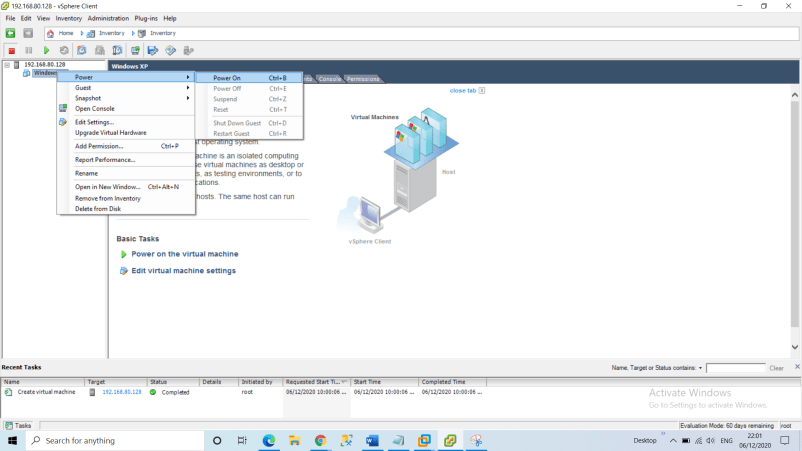 192.168.80.128 - vSphere Client
File Edit View Inventory Administration Plug-ins Help
Home Inventory Inventory
192.168.80.128
Windows
Windows XP
Console Permissions
close tab
Power
Guest
Snapshot
Open Console
Edit Settings...
Upgrade Virtual Hardware
Add Permission... Ctrl+P
Report Performance...
Rename
Open in New Window... Ctrl+Alt+N
Remove from Inventory
Delete from Disk
Power On Ctrl+B
Power Off Ctrl+E
Suspend Ctrl+Z
Reset Ctrl+T
Shut Down Guest Ctrl+D
Restart Guest Ctrl+R
operating system.
machine is an isolated computing
virtual machines as desktop or
as testing environments, or to
hosts. The same host can run
Virtual Machines
Host
vSphere Client
Basic Tasks
Power on the virtual machine
Edit virtual machine settings
Recent Tasks
Name, Target or Status contains: Clear
Name Target Status Details Initiated by Requested Start Ti... Start Time Completed Time
Create virtual machine 192.168.80.128 Completed root 06/12/2020 10:00:06 ... 06/12/2020 10:00:06 ... 06/12/2020 10:00:06 ...
Activate Windows
Go to Settings to activate Windows.
Tasks
Evaluation Mode: 60 days remaining root
Search for anything
Desktop ENG 22:01
06/12/2020